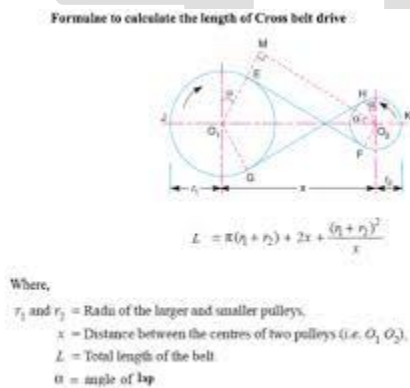 Formulae to calculate the length of Cross belt drive
M
E
H
α
α
J
O₁
O₂
K
F
G
r₁
x
r₂
L = π(r₁ + r₂) + 2x + (r₁ + r₂)² / x
Where,
r₁ and r₂ = Radii of the larger and smaller pulleys,
x = Distance between the centres of two pulleys (i.e. O₁ O₂),
L = Total length of the belt
α = angle of lap